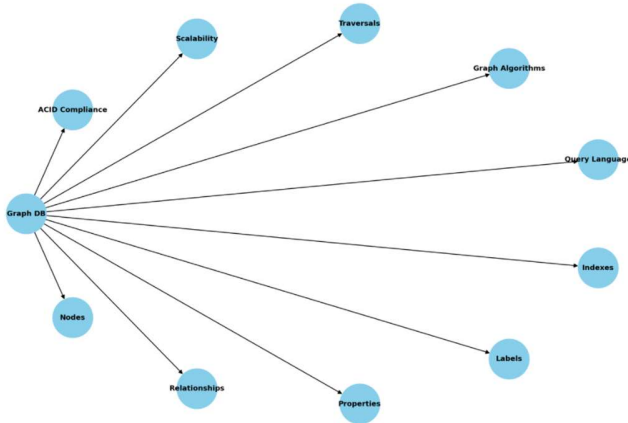 Traversals
Scalability
Graph Algorithms
ACID Compliance
Query Language
Graph DB
Indexes
Nodes
Labels
Relationships
Properties